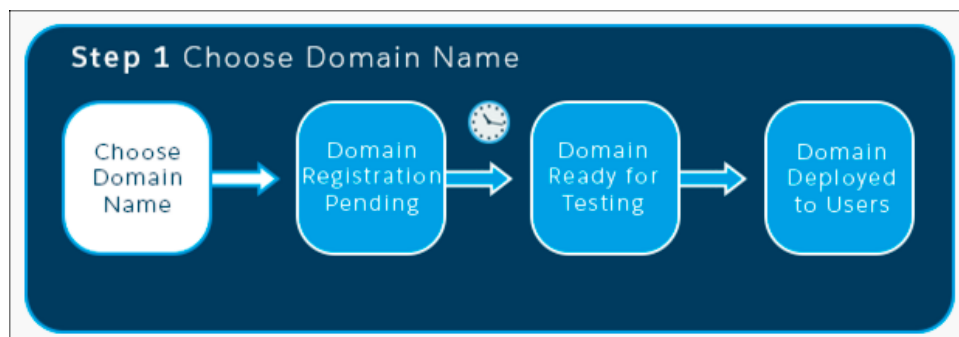 Step 1 Choose Domain Name
Choose
Domain
Name
Domain
Registration
Pending
Domain
Ready for
Testing
Domain
Deployed
to Users